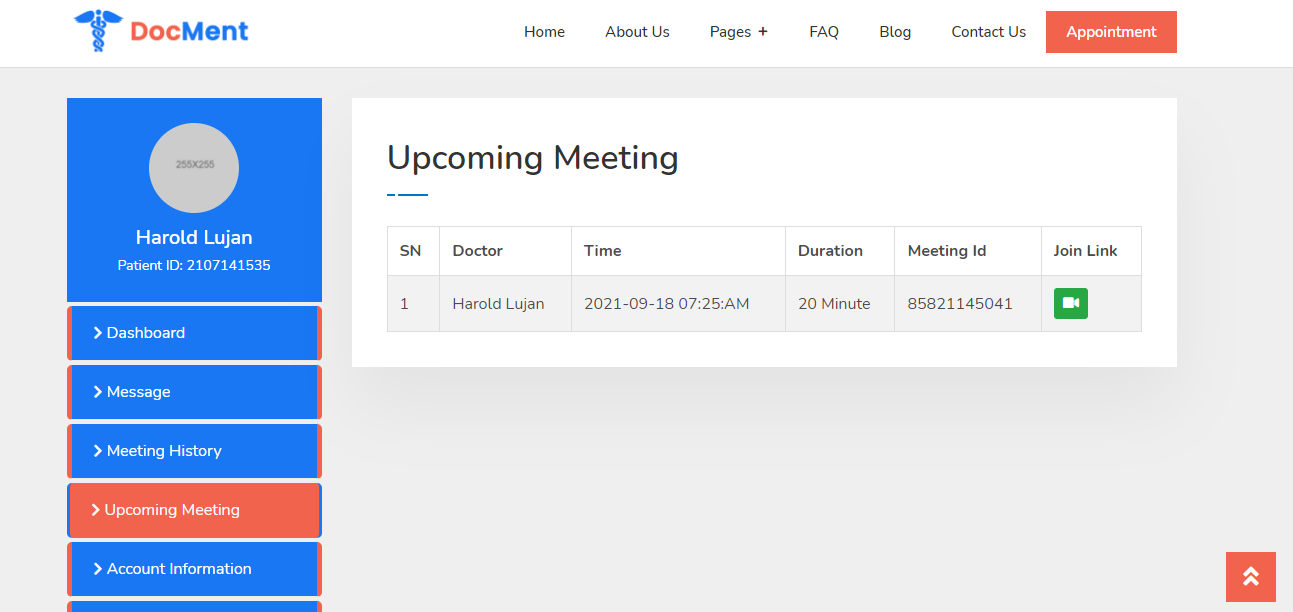 DocMent
Home About Us Pages + FAQ Blog Contact Us Appointment
255X255
Harold Lujan
Patient ID: 2107141535
Dashboard
Message
Meeting History
Upcoming Meeting
Account Information
Upcoming Meeting
SN Doctor Time Duration Meeting Id Join Link
1 Harold Lujan 2021-09-18 07:25:AM 20 Minute 85821145041